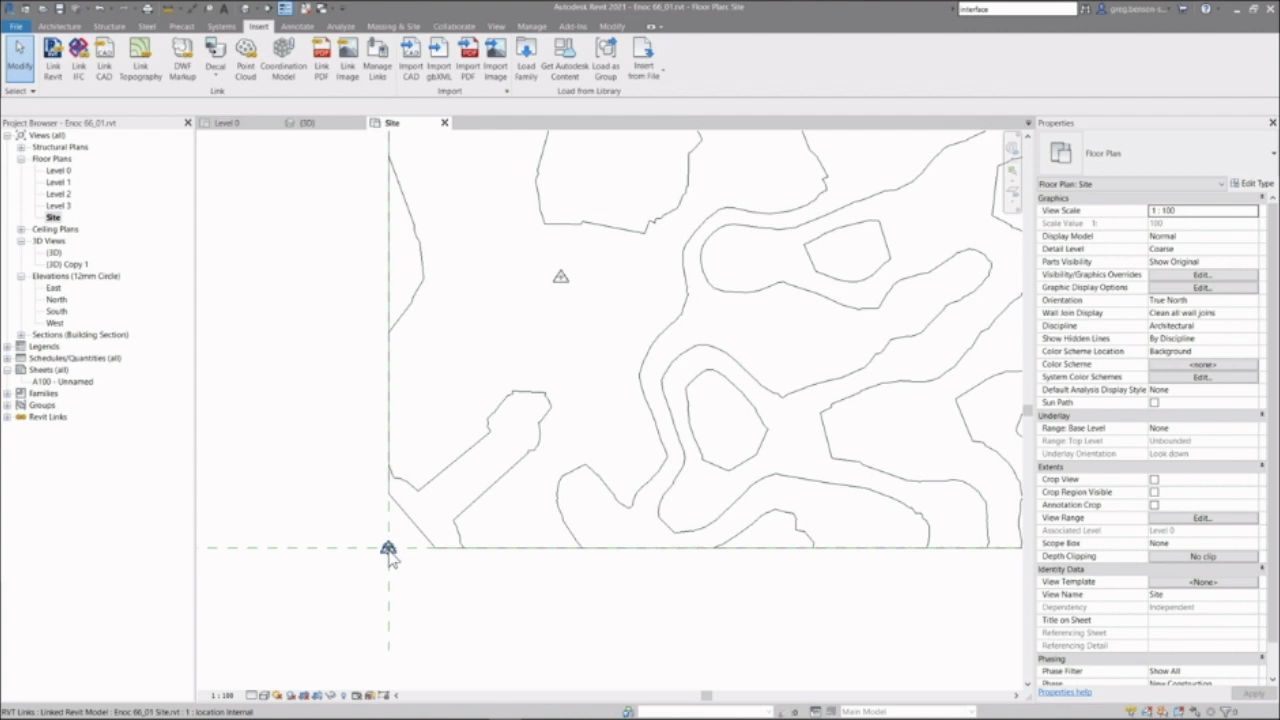 Autodesk Revit 2021 - Enoc 66_01.rvt - Floor Plan: Site
interface
greg.benson-s...
File Architecture Structure Steel Precast Systems Insert Annotate Analyze Massing & Site Collaborate View Manage Add-Ins Modify
Modify
Link Revit
Link IFC
Link CAD
Link Topography
DWF Markup
Decal
Point Cloud
Coordination Model
Link PDF
Link Image
Manage Links
Import CAD
Import gbXML
Import PDF
Import Image
Load Family
Get Autodesk Content
Load as Group
Insert from File
Select
Link
Import
Load from Library
Project Browser - Enoc 66_01.rvt
Level 0
{3D}
Site
Properties
Views (all)
Structural Plans
Floor Plans
Level 0
Level 1
Level 2
Level 3
Site
Ceiling Plans
3D Views
{3D}
{3D} Copy 1
Elevations (12mm Circle)
East
North
South
West
Sections (Building Section)
Legends
Schedules/Quantities (all)
Sheets (all)
A100 - Unnamed
Families
Groups
Revit Links
Floor Plan
Floor Plan: Site
Edit Type
Graphics
View Scale 1 : 100
Scale Value 1: 100
Display Model Normal
Detail Level Coarse
Parts Visibility Show Original
Visibility/Graphics Overrides Edit...
Graphic Display Options Edit...
Orientation True North
Wall Join Display Clean all wall joins
Discipline Architectural
Show Hidden Lines By Discipline
Color Scheme Location Background
Color Scheme <none>
System Color Schemes Edit...
Default Analysis Display Style None
Sun Path
Underlay
Range: Base Level None
Range: Top Level Unbounded
Underlay Orientation Look down
Extents
Crop View
Crop Region Visible
Annotation Crop
View Range Edit...
Associated Level Level 0
Scope Box None
Depth Clipping No clip
Identity Data
View Template <None>
View Name Site
Dependency Independent
Title on Sheet
Referencing Sheet
Referencing Detail
Phasing
Phase Filter Show All
Phase New Construction
Properties help
Apply
1 : 100
RVT Links : Linked Revit Model : Enoc 66_01 Site.rvt : 1 : location Internal
:0
Main Model
:0